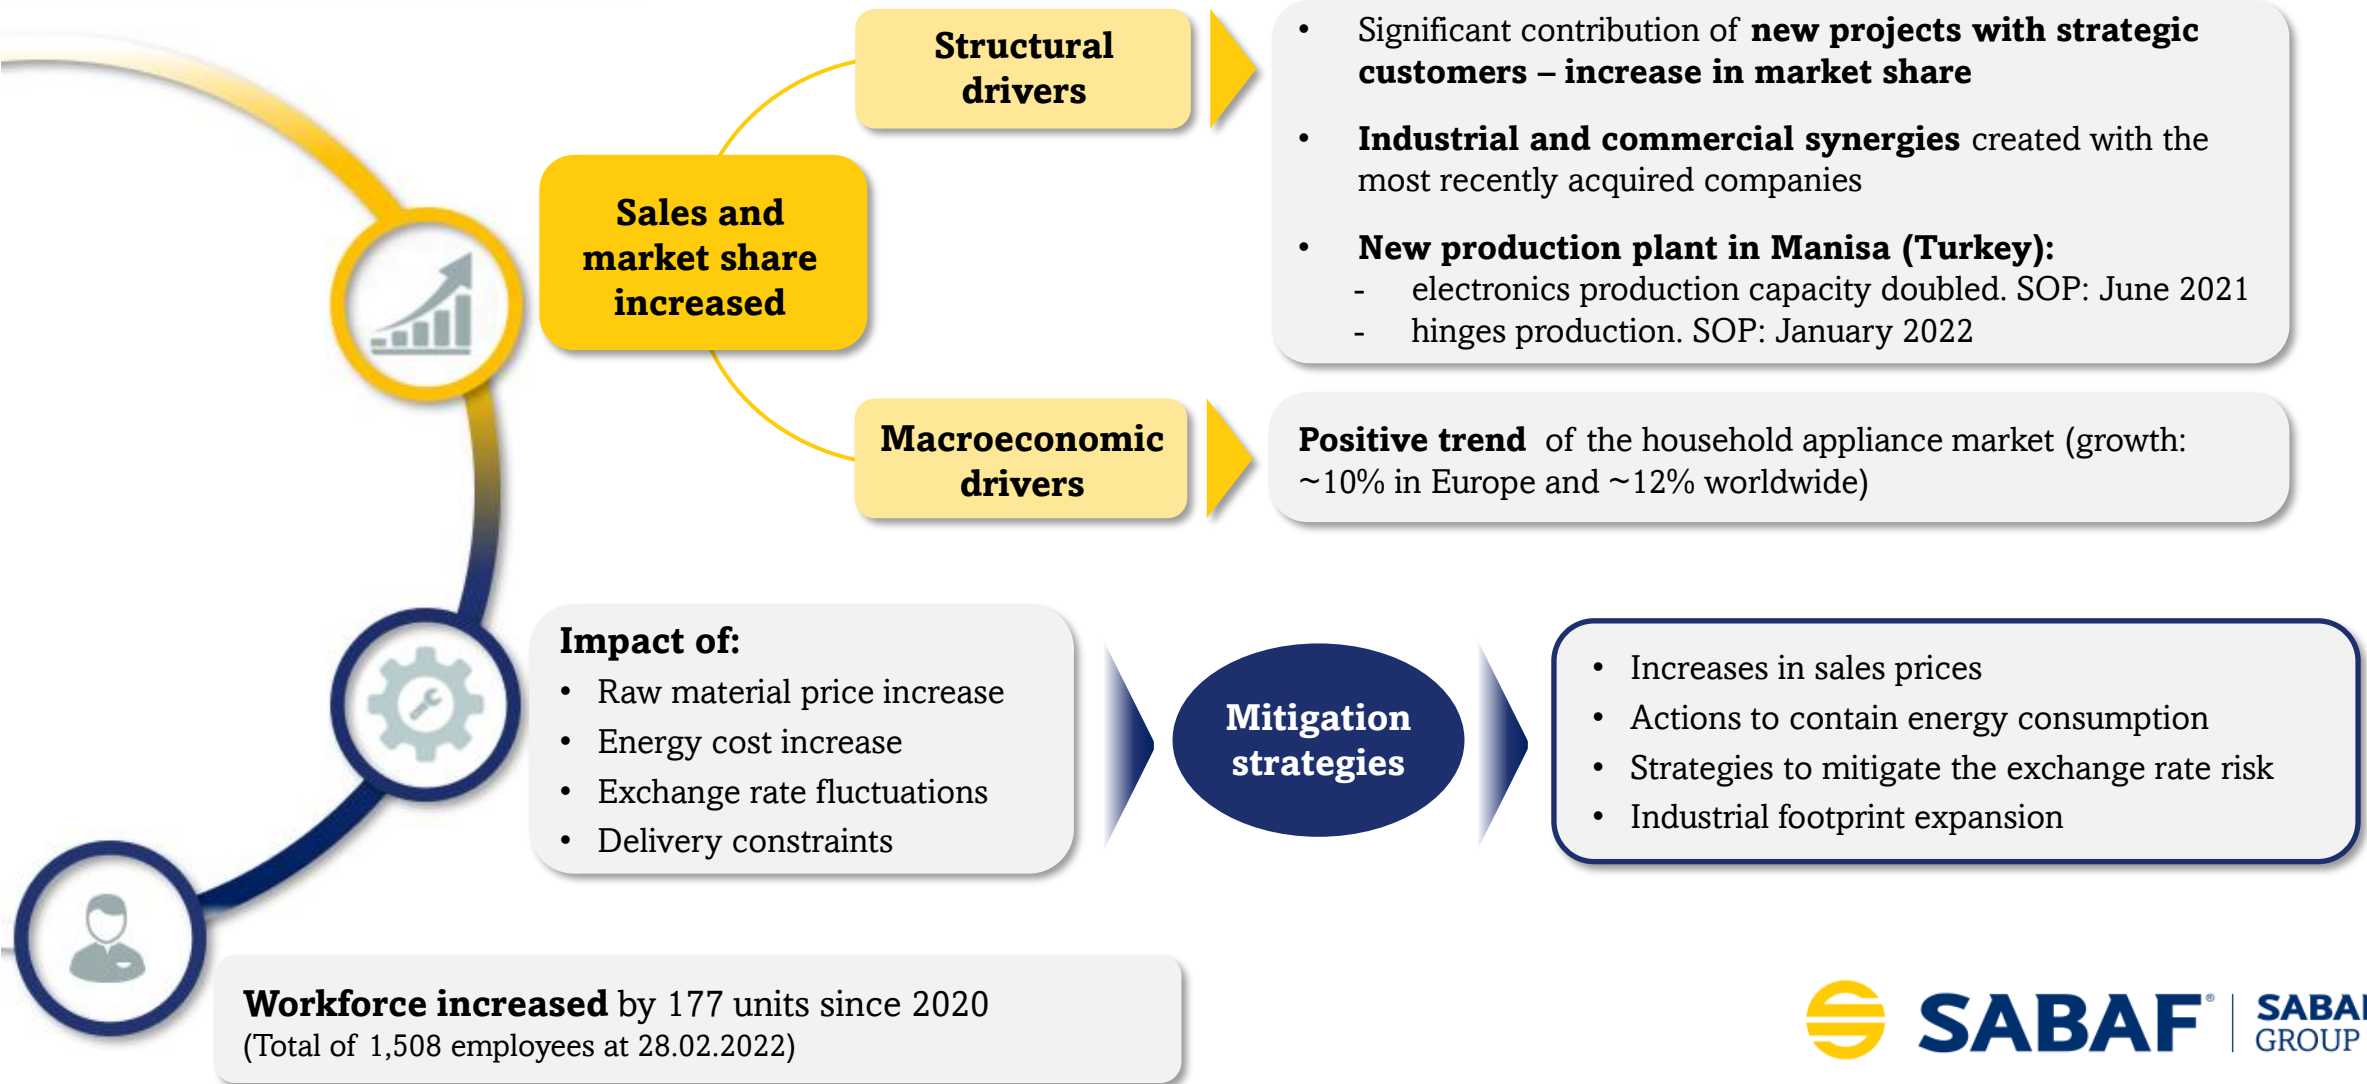 Structural
drivers
• Significant contribution of new projects with strategic
customers – increase in market share
• Industrial and commercial synergies created with the
most recently acquired companies
• New production plant in Manisa (Turkey):
- electronics production capacity doubled. SOP: June 2021
- hinges production. SOP: January 2022
Sales and
market share
increased
Macroeconomic
drivers
Positive trend of the household appliance market (growth:
~10% in Europe and ~12% worldwide)
Impact of:
• Raw material price increase
• Energy cost increase
• Exchange rate fluctuations
• Delivery constraints
Mitigation
strategies
• Increases in sales prices
• Actions to contain energy consumption
• Strategies to mitigate the exchange rate risk
• Industrial footprint expansion
Workforce increased by 177 units since 2020
(Total of 1,508 employees at 28.02.2022)
SABAF®
SABAF
GROUP